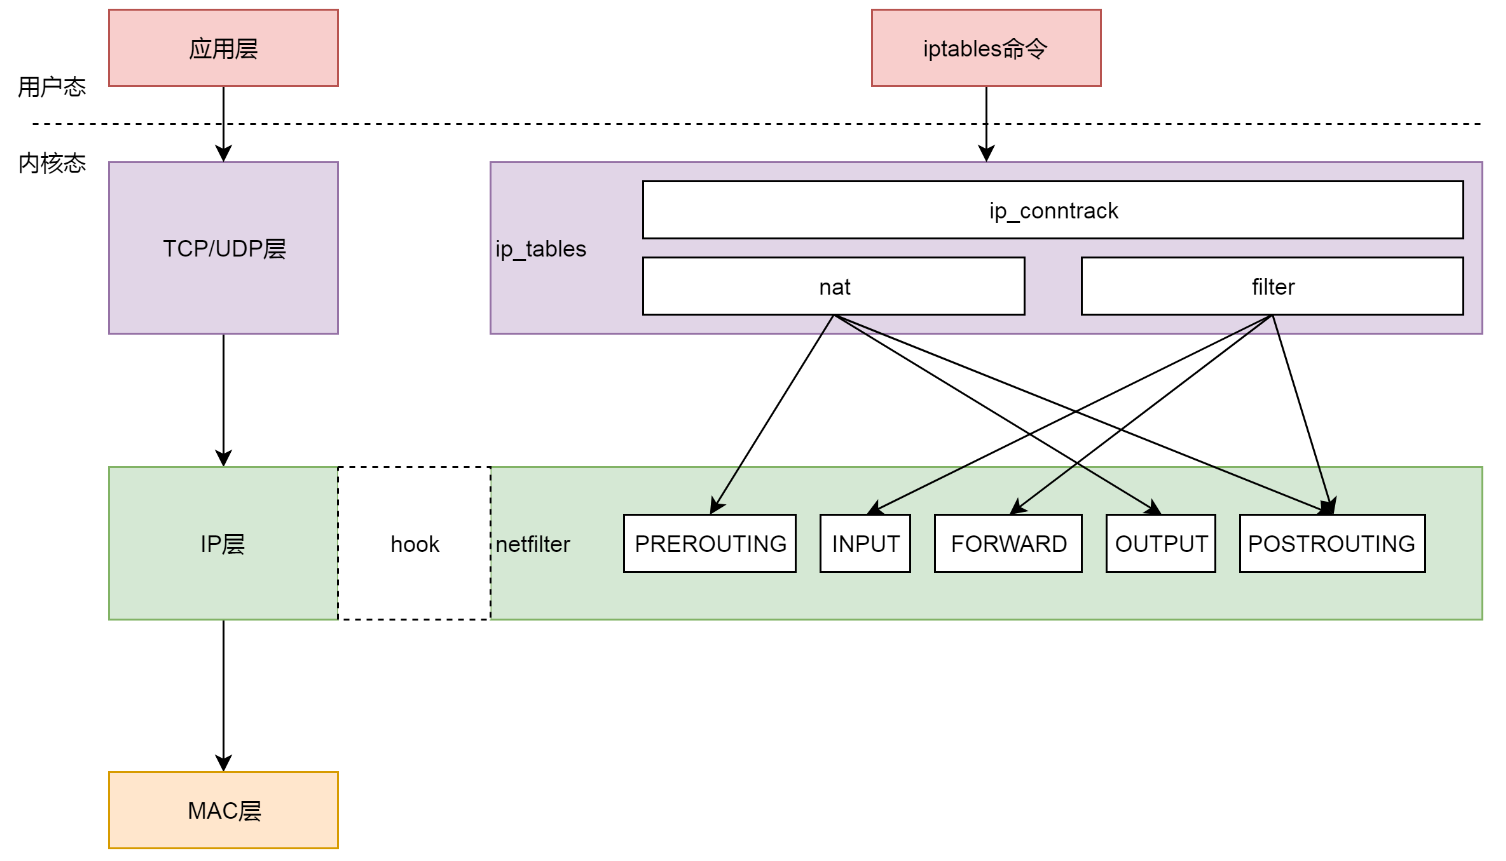 应用层
iptables命令
用户态
内核态
TCP/UDP层
ip_tables
ip_conntrack
nat
filter
IP层
hook
netfilter
PREROUTING
INPUT
FORWARD
OUTPUT
POSTROUTING
MAC层